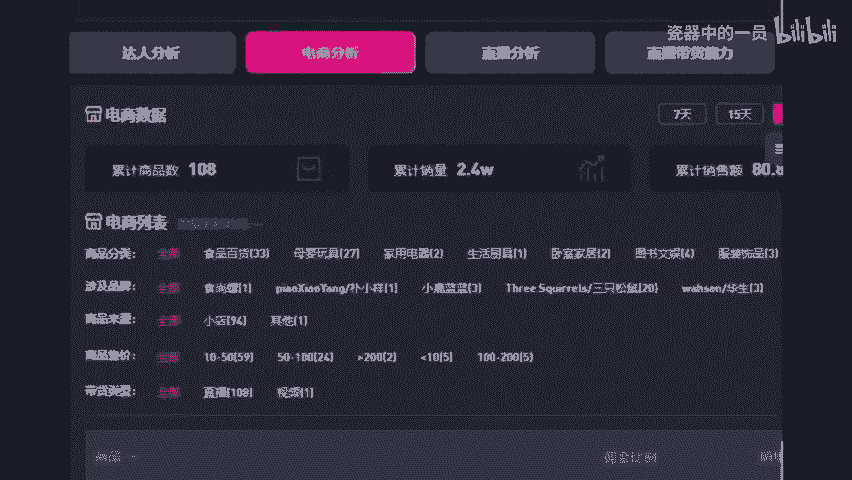 瓷器中的一员 bilibili
达人分析 电商分析 直播分析 直播带货能力
电商数据 7天 15天
累计商品数 108 累计销量 2.4w 累计销售额 80.8
电商列表
商品分类： 全部 食品百货(33) 母婴玩具(27) 家用电器(2) 生活厨具(1) 卧室家居(2) 图书文娱(4) 服装饰品(3)
涉及品牌： 全部 食尚螺(1) piaoXiaoYang/朴小样(1) 小鹿蓝蓝(3) Three Squirrels/三只松鼠(20) wahson/华生(3)
商品来源： 全部 小店(94) 其他(1)
商品售价： 全部 10-50(59) 50-100(24) >200(2) <10(5) 100-200(5)
带货类型： 全部 直播(108) 视频(1)
商品 佣金比例